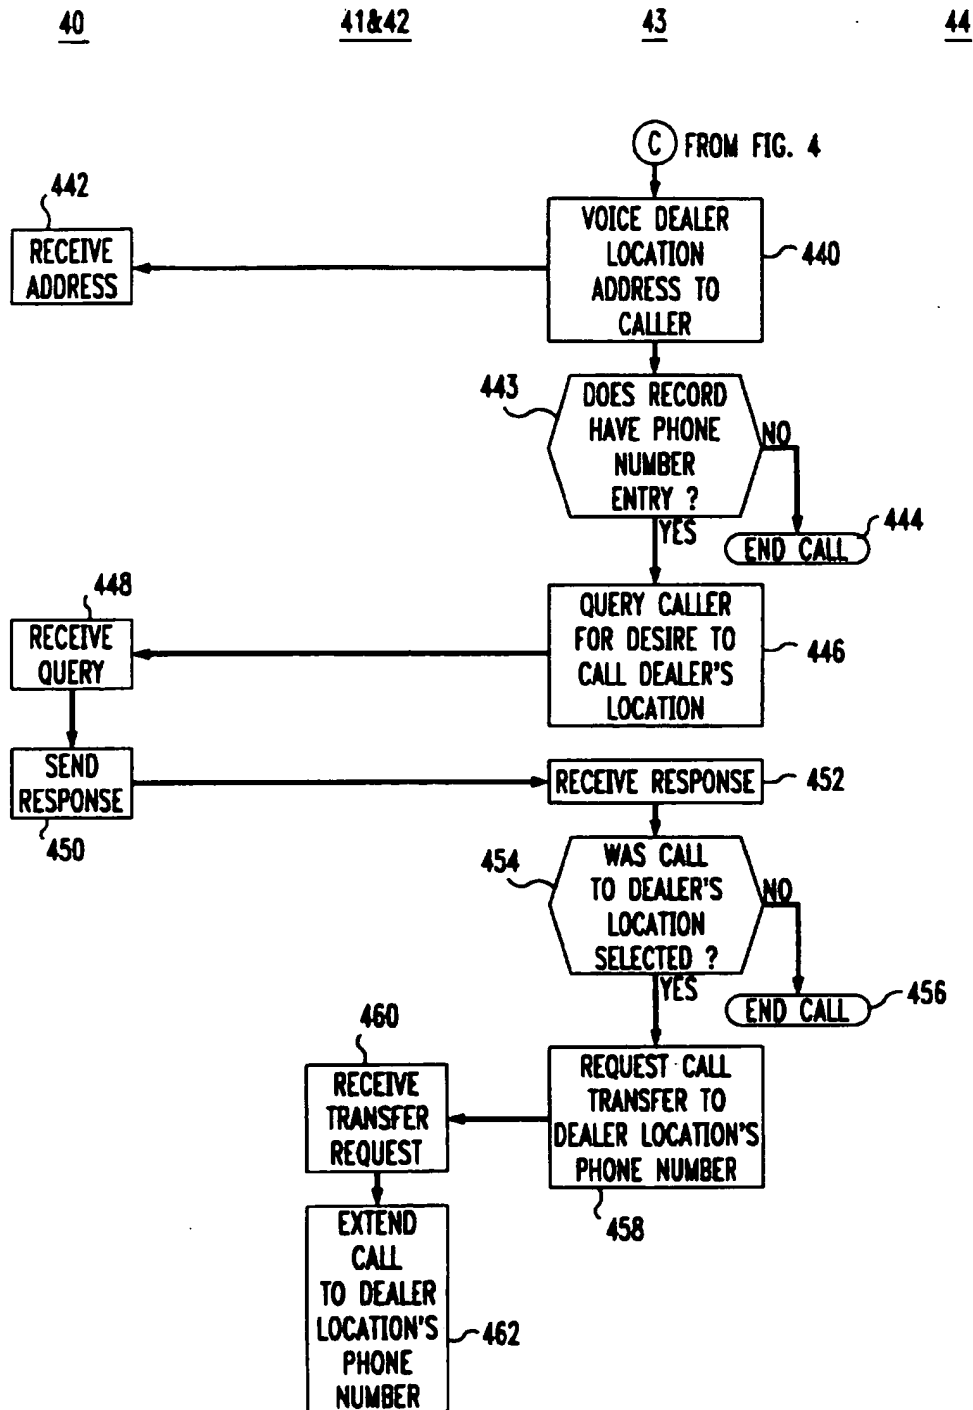 40 41&42 43 44
C FROM FIG. 4
442
VOICE DEALER
LOCATION
ADDRESS TO
CALLER
440
RECEIVE
ADDRESS
443
DOES RECORD
HAVE PHONE
NUMBER
ENTRY ?
NO
YES
444
END CALL
448
RECEIVE
QUERY
QUERY CALLER
FOR DESIRE TO
CALL DEALER'S
LOCATION
446
SEND
RESPONSE
450
RECEIVE RESPONSE
452
454
WAS CALL
TO DEALER'S
LOCATION
SELECTED ?
NO
YES
END CALL
456
460
RECEIVE
TRANSFER
REQUEST
REQUEST CALL
TRANSFER TO
DEALER LOCATION'S
PHONE NUMBER
458
EXTEND
CALL
TO DEALER
LOCATION'S
PHONE
NUMBER
462